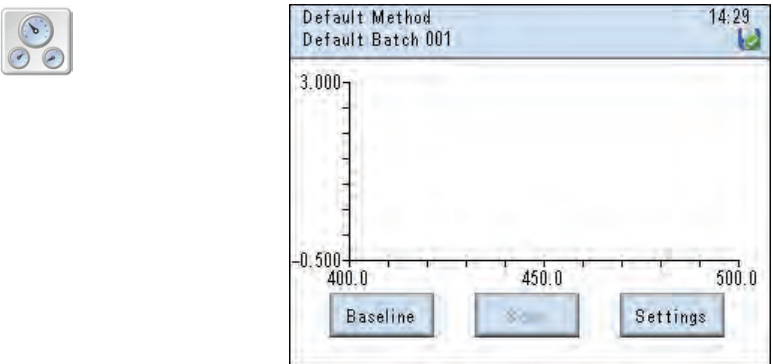 Default Method 14:29
Default Batch 001
3.000
-0.500
400.0 450.0 500.0
Baseline Scan Settings